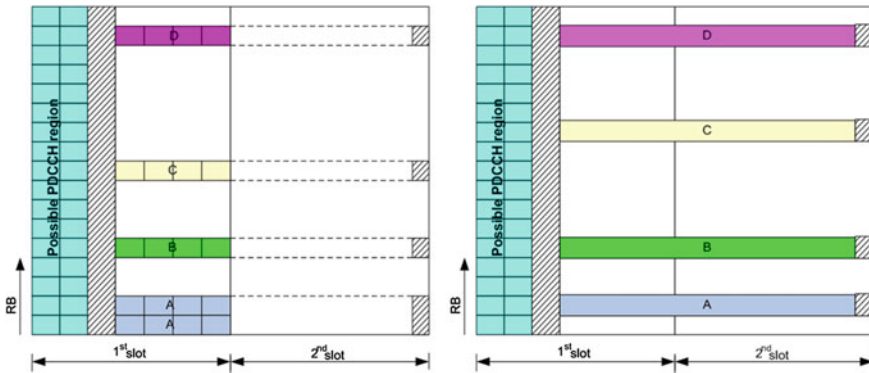 D
C
B
A
A
Possible PDCCH region
RB
1st slot
2nd slot
D
C
B
A
Possible PDCCH region
RB
1st slot
2nd slot